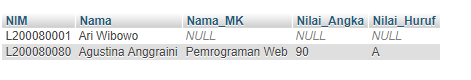 NIM Nama Nama_MK Nilai_Angka Nilai_Huruf
L200080001 Ari Wibowo NULL NULL NULL
L200080080 Agustina Anggraini Pemrograman Web 90 A